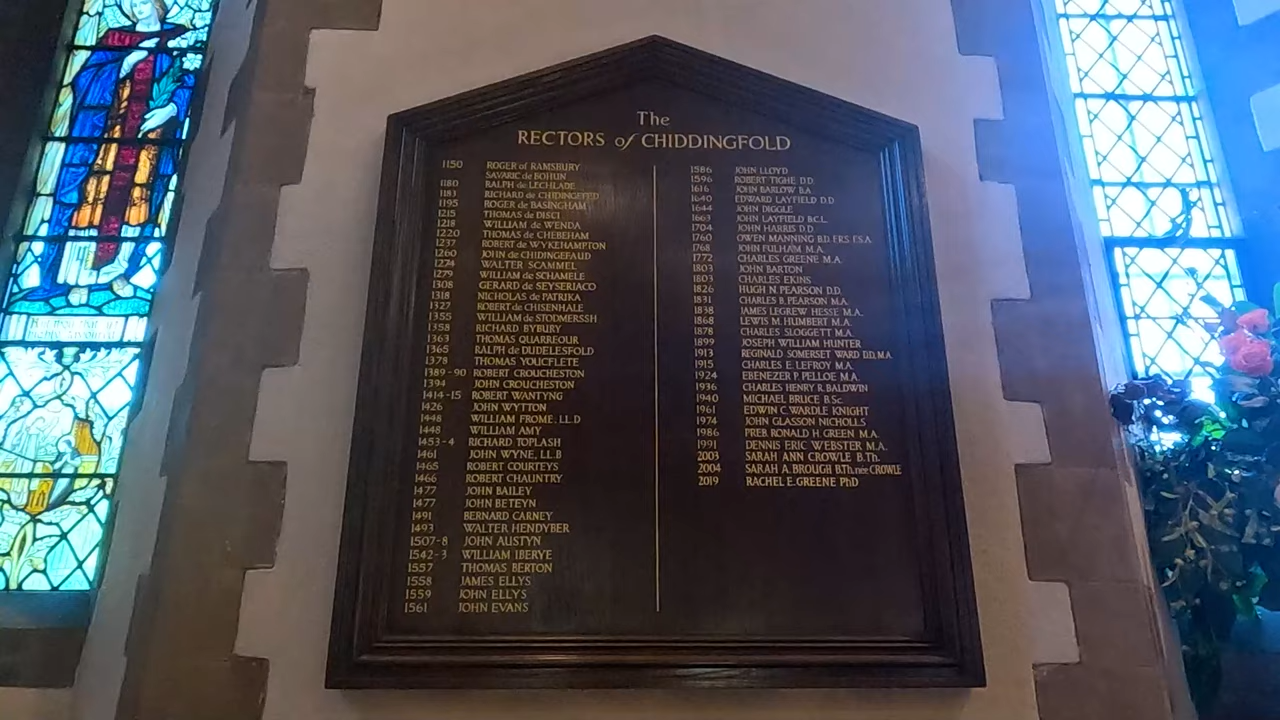 The
RECTORS of CHIDDINGFOLD
1150 ROGER of RAMSBURY
SAVARIC de BOHUN
1180 RALPH de LECHLADE
1181 RICHARD de CHIDINGEFED
1195 ROGER de BASINGHAM
1215 THOMAS de DISCI
1218 WILLIAM de WENDA
1220 THOMAS de CHEBEHAM
1237 ROBERT de WYKEHAMPTON
1260 JOHN de CHIDINGEFAUD
1274 WALTER SCAMMEL
1279 WILLIAM de SCHAMELE
1308 GERARD de SEYSERIACO
1318 NICHOLAS de PATRIKA
1327 ROBERT de CHISENHALE
1355 WILLIAM de STODMERSSH
1358 RICHARD BYBURY
1363 THOMAS QUARREOUR
1365 RALPH de DUDELESFOLD
1378 THOMAS YOUCFLETE
1389-90 ROBERT CROUCHESTON
1394 JOHN CROUCHESTON
1414-15 ROBERT WANTYNG
1426 JOHN WYTTON
1448 WILLIAM FROME, LL.D
1448 WILLIAM AMY
1453-4 RICHARD TOPLASH
1461 JOHN WYNE, LL.B
1465 ROBERT COURTEYS
1466 ROBERT CHAUNTRY
1477 JOHN BAILEY
1477 JOHN BETEYN
1491 BERNARD CARNEY
1493 WALTER HENDYBER
1507-8 JOHN AUSTYN
1542-3 WILLIAM IBERYE
1557 THOMAS BERTON
1558 JAMES ELLYS
1559 JOHN ELLYS
1561 JOHN EVANS
1586 JOHN LLOYD
1596 ROBERT TIGHE D.D.
1616 JOHN BARLOW B.A.
1640 EDWARD LAYFIELD D.D
1644 JOHN DIGGLE
1663 JOHN LAYFIELD B.C.L.
1704 JOHN HARRIS D.D
1760 OWEN MANNING B.D. F.R.S. F.S.A.
1768 JOHN FULHAM M.A.
1772 CHARLES GREENE M.A.
1803 JOHN BARTON
1803 CHARLES EKINS
1826 HUGH N. PEARSON D.D.
1831 CHARLES B. PEARSON M.A.
1838 JAMES LEGREW HESSE M.A.
1868 LEWIS M. HUMBERT M.A.
1878 CHARLES SLOGGETT M.A.
1899 JOSEPH WILLIAM HUNTER
1913 REGINALD SOMERSET WARD D.D, M.A.
1915 CHARLES E. LEFROY M.A.
1924 EBENEZER P. PELLOE M.A.
1936 CHARLES HENRY R. BALDWIN
1940 MICHAEL BRUCE B.Sc.
1961 EDWIN C. WARDLE KNIGHT
1974 JOHN GLASSON NICHOLLS
1986 PREB. RONALD H. GREEN M.A.
1991 DENNIS ERIC WEBSTER M.A.
2003 SARAH ANN CROWLE B.Th.
2004 SARAH A. BROUGH B.Th. née CROWLE
2019 RACHEL E. GREENE PhD